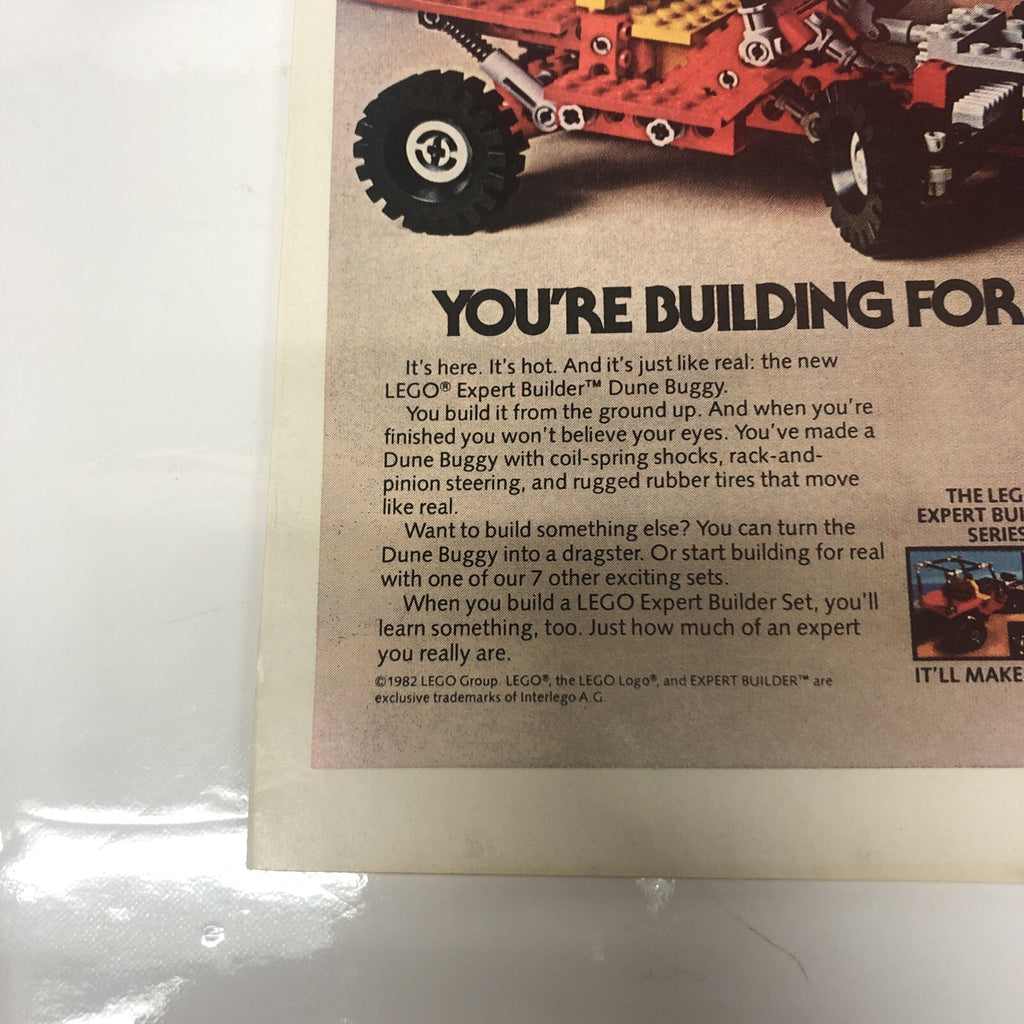 YOU'RE BUILDING FOR
It's here. It's hot. And it's just like real: the new
LEGO® Expert Builder™ Dune Buggy.
You build it from the ground up. And when you're
finished you won't believe your eyes. You've made a
Dune Buggy with coil-spring shocks, rack-and-
pinion steering, and rugged rubber tires that move
like real.
Want to build something else? You can turn the
Dune Buggy into a dragster. Or start building for real
with one of our 7 other exciting sets.
When you build a LEGO Expert Builder Set, you'll
learn something, too. Just how much of an expert
you really are.
©1982 LEGO Group. LEGO®, the LEGO Logo®, and EXPERT BUILDER™ are
exclusive trademarks of Interlego A.G.
THE LEG
EXPERT BUI
SERIES
IT'LL MAKE